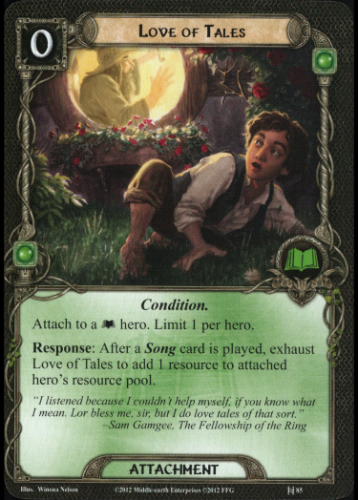 0
LOVE OF TALES
Condition.
Attach to a hero. Limit 1 per hero.
Response: After a Song card is played, exhaust
Love of Tales to add 1 resource to attached
hero's resource pool.
"I listened because I couldn't help myself, if you know
what I mean. Lor bless me, sir, but I do love tales of that sort."
–Sam Gamgee, The Fellowship of the Ring
ATTACHMENT
Illus. Winona Nelson
©2012 Middle-earth Enterprises ©2012 FFG
85